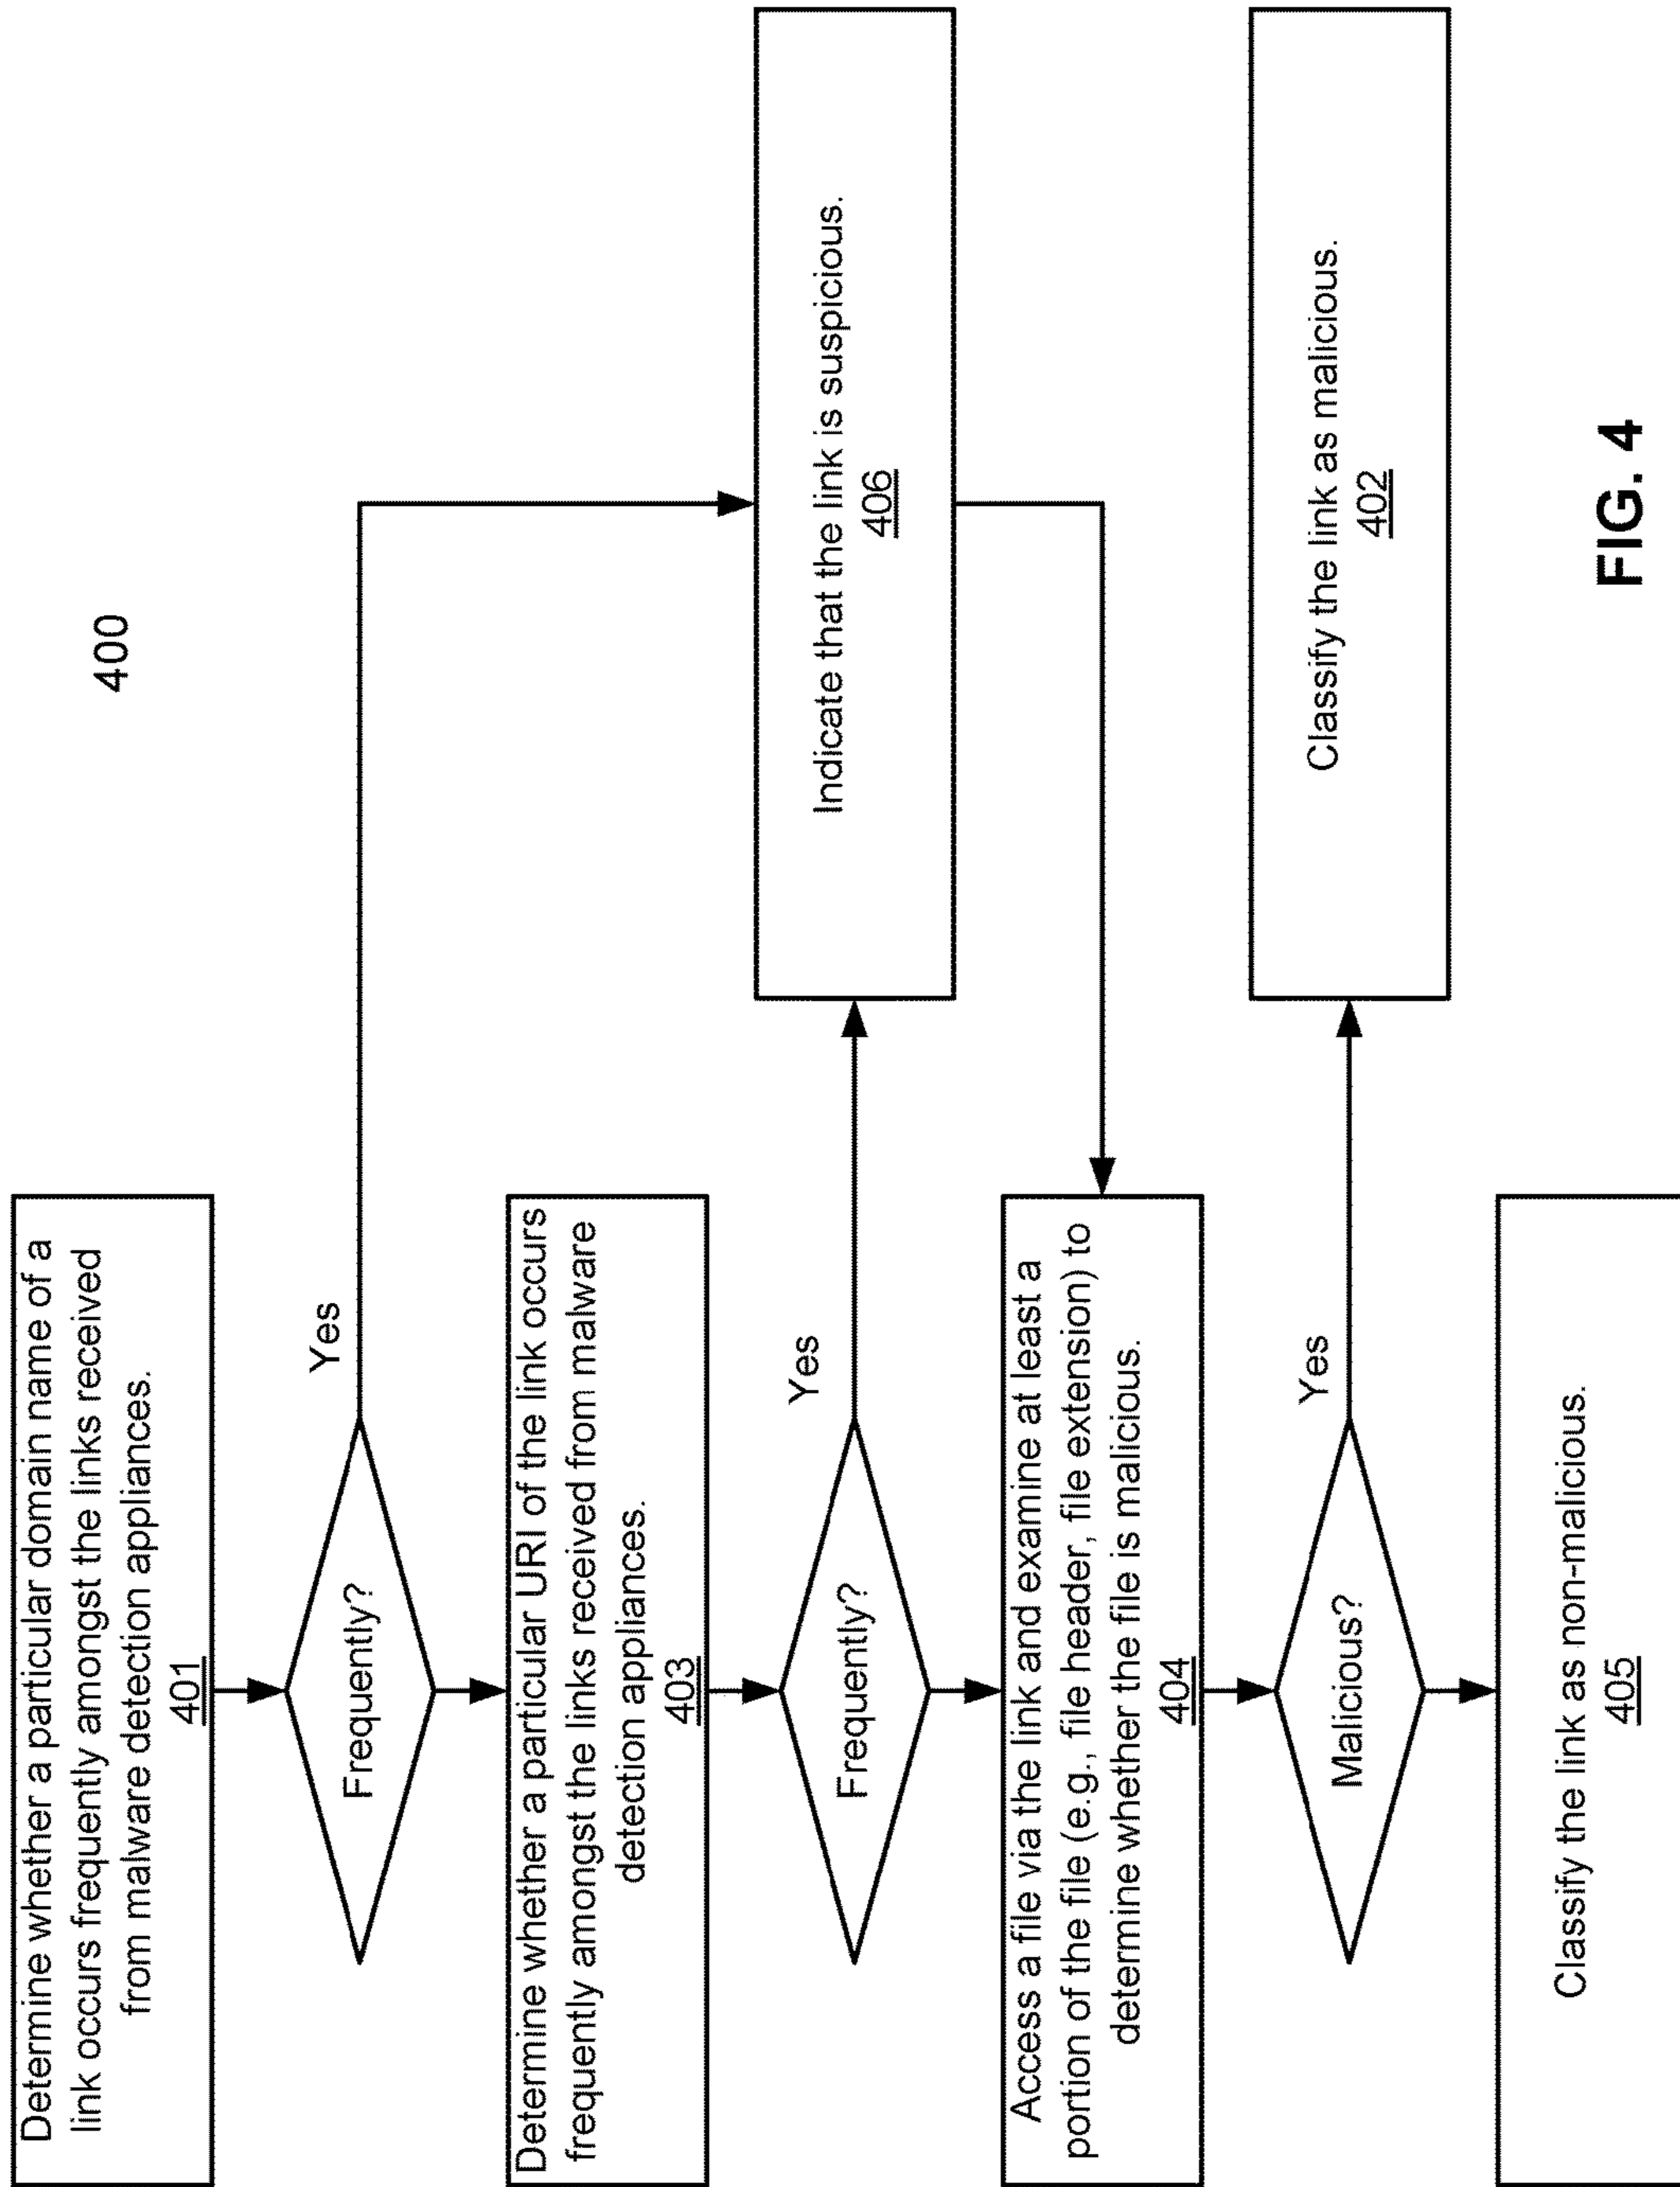 400
Determine whether a particular domain name of a
link occurs frequently amongst the links received
from malware detection appliances.
401
Frequently?
Yes
Determine whether a particular URI of the link occurs
frequently amongst the links received from malware
detection appliances.
403
Frequently?
Yes
Indicate that the link is suspicious.
406
Access a file via the link and examine at least a
portion of the file (e.g., file header, file extension) to
determine whether the file is malicious.
404
Malicious?
Yes
Classify the link as malicious.
402
Classify the link as non-malicious.
405
FIG. 4